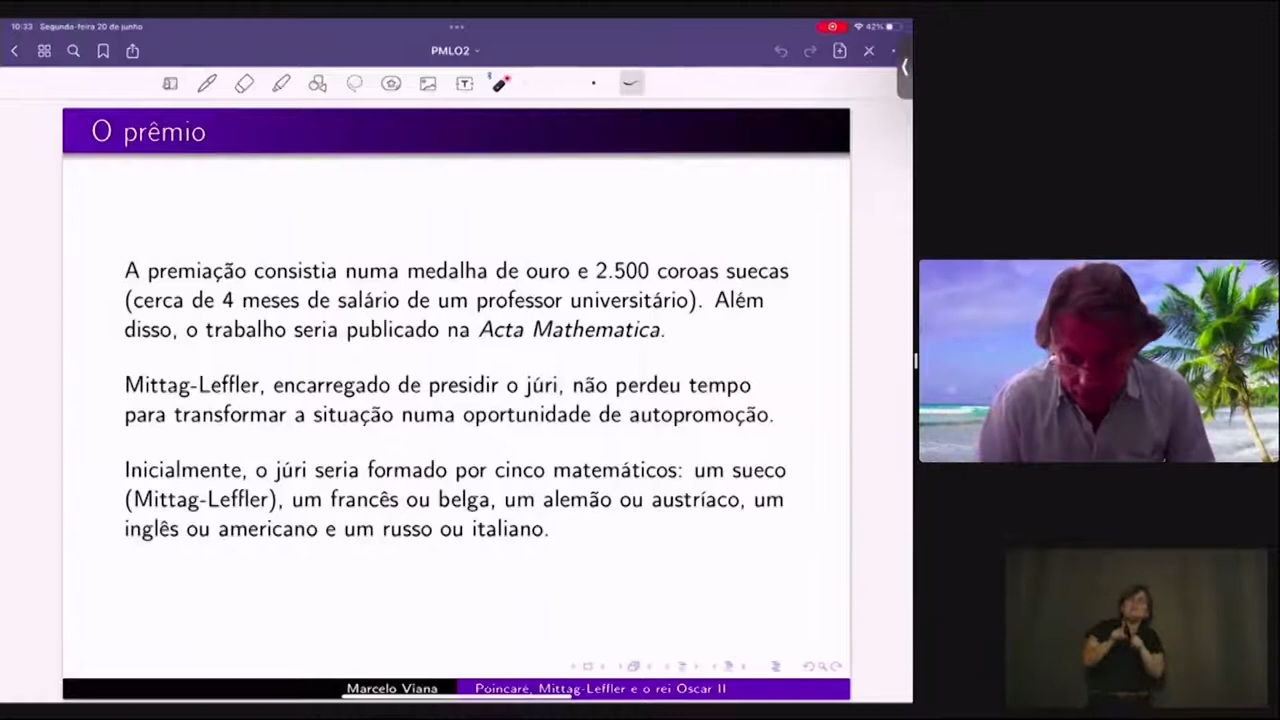 10:33 Segunda-feira 20 de junho
42%
PMLO2
O prêmio
A premiação consistia numa medalha de ouro e 2.500 coroas suecas
(cerca de 4 meses de salário de um professor universitário). Além
disso, o trabalho seria publicado na Acta Mathematica.
Mittag-Leffler, encarregado de presidir o júri, não perdeu tempo
para transformar a situação numa oportunidade de autopromoção.
Inicialmente, o júri seria formado por cinco matemáticos: um sueco
(Mittag-Leffler), um francês ou belga, um alemão ou austríaco, um
inglês ou americano e um russo ou italiano.
Marcelo Viana Poincaré, Mittag-Leffler e o rei Oscar II